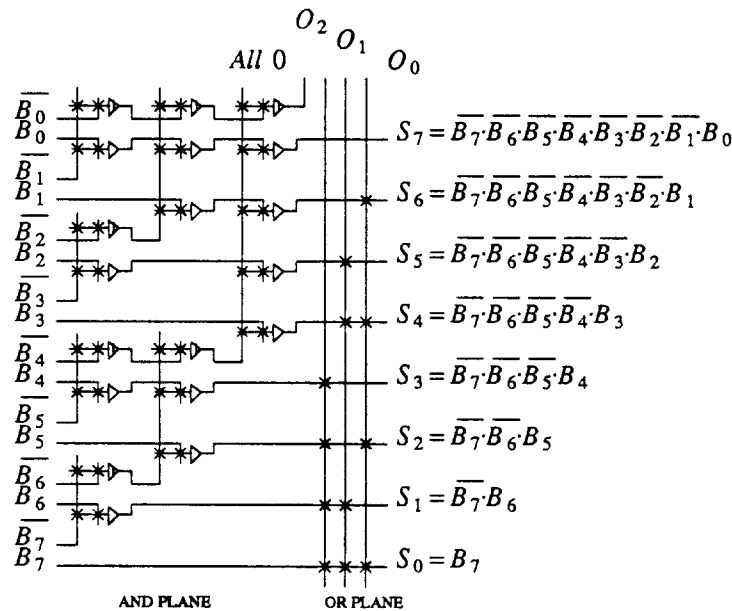 O₂
O₁
All 0
O₀
B̅₀
B₀
S₇ = B̅₇·B̅₆·B̅₅·B̅₄·B̅₃·B̅₂·B̅₁·B₀
B̅₁
B₁
S₆ = B̅₇·B̅₆·B̅₅·B̅₄·B̅₃·B̅₂·B₁
B̅₂
B₂
S₅ = B̅₇·B̅₆·B̅₅·B̅₄·B̅₃·B₂
B̅₃
B₃
S₄ = B̅₇·B̅₆·B̅₅·B̅₄·B₃
B̅₄
B₄
S₃ = B̅₇·B̅₆·B̅₅·B₄
B̅₅
B₅
S₂ = B̅₇·B̅₆·B₅
B̅₆
B₆
S₁ = B̅₇·B₆
B̅₇
B₇
S₀ = B₇
AND PLANE
OR PLANE